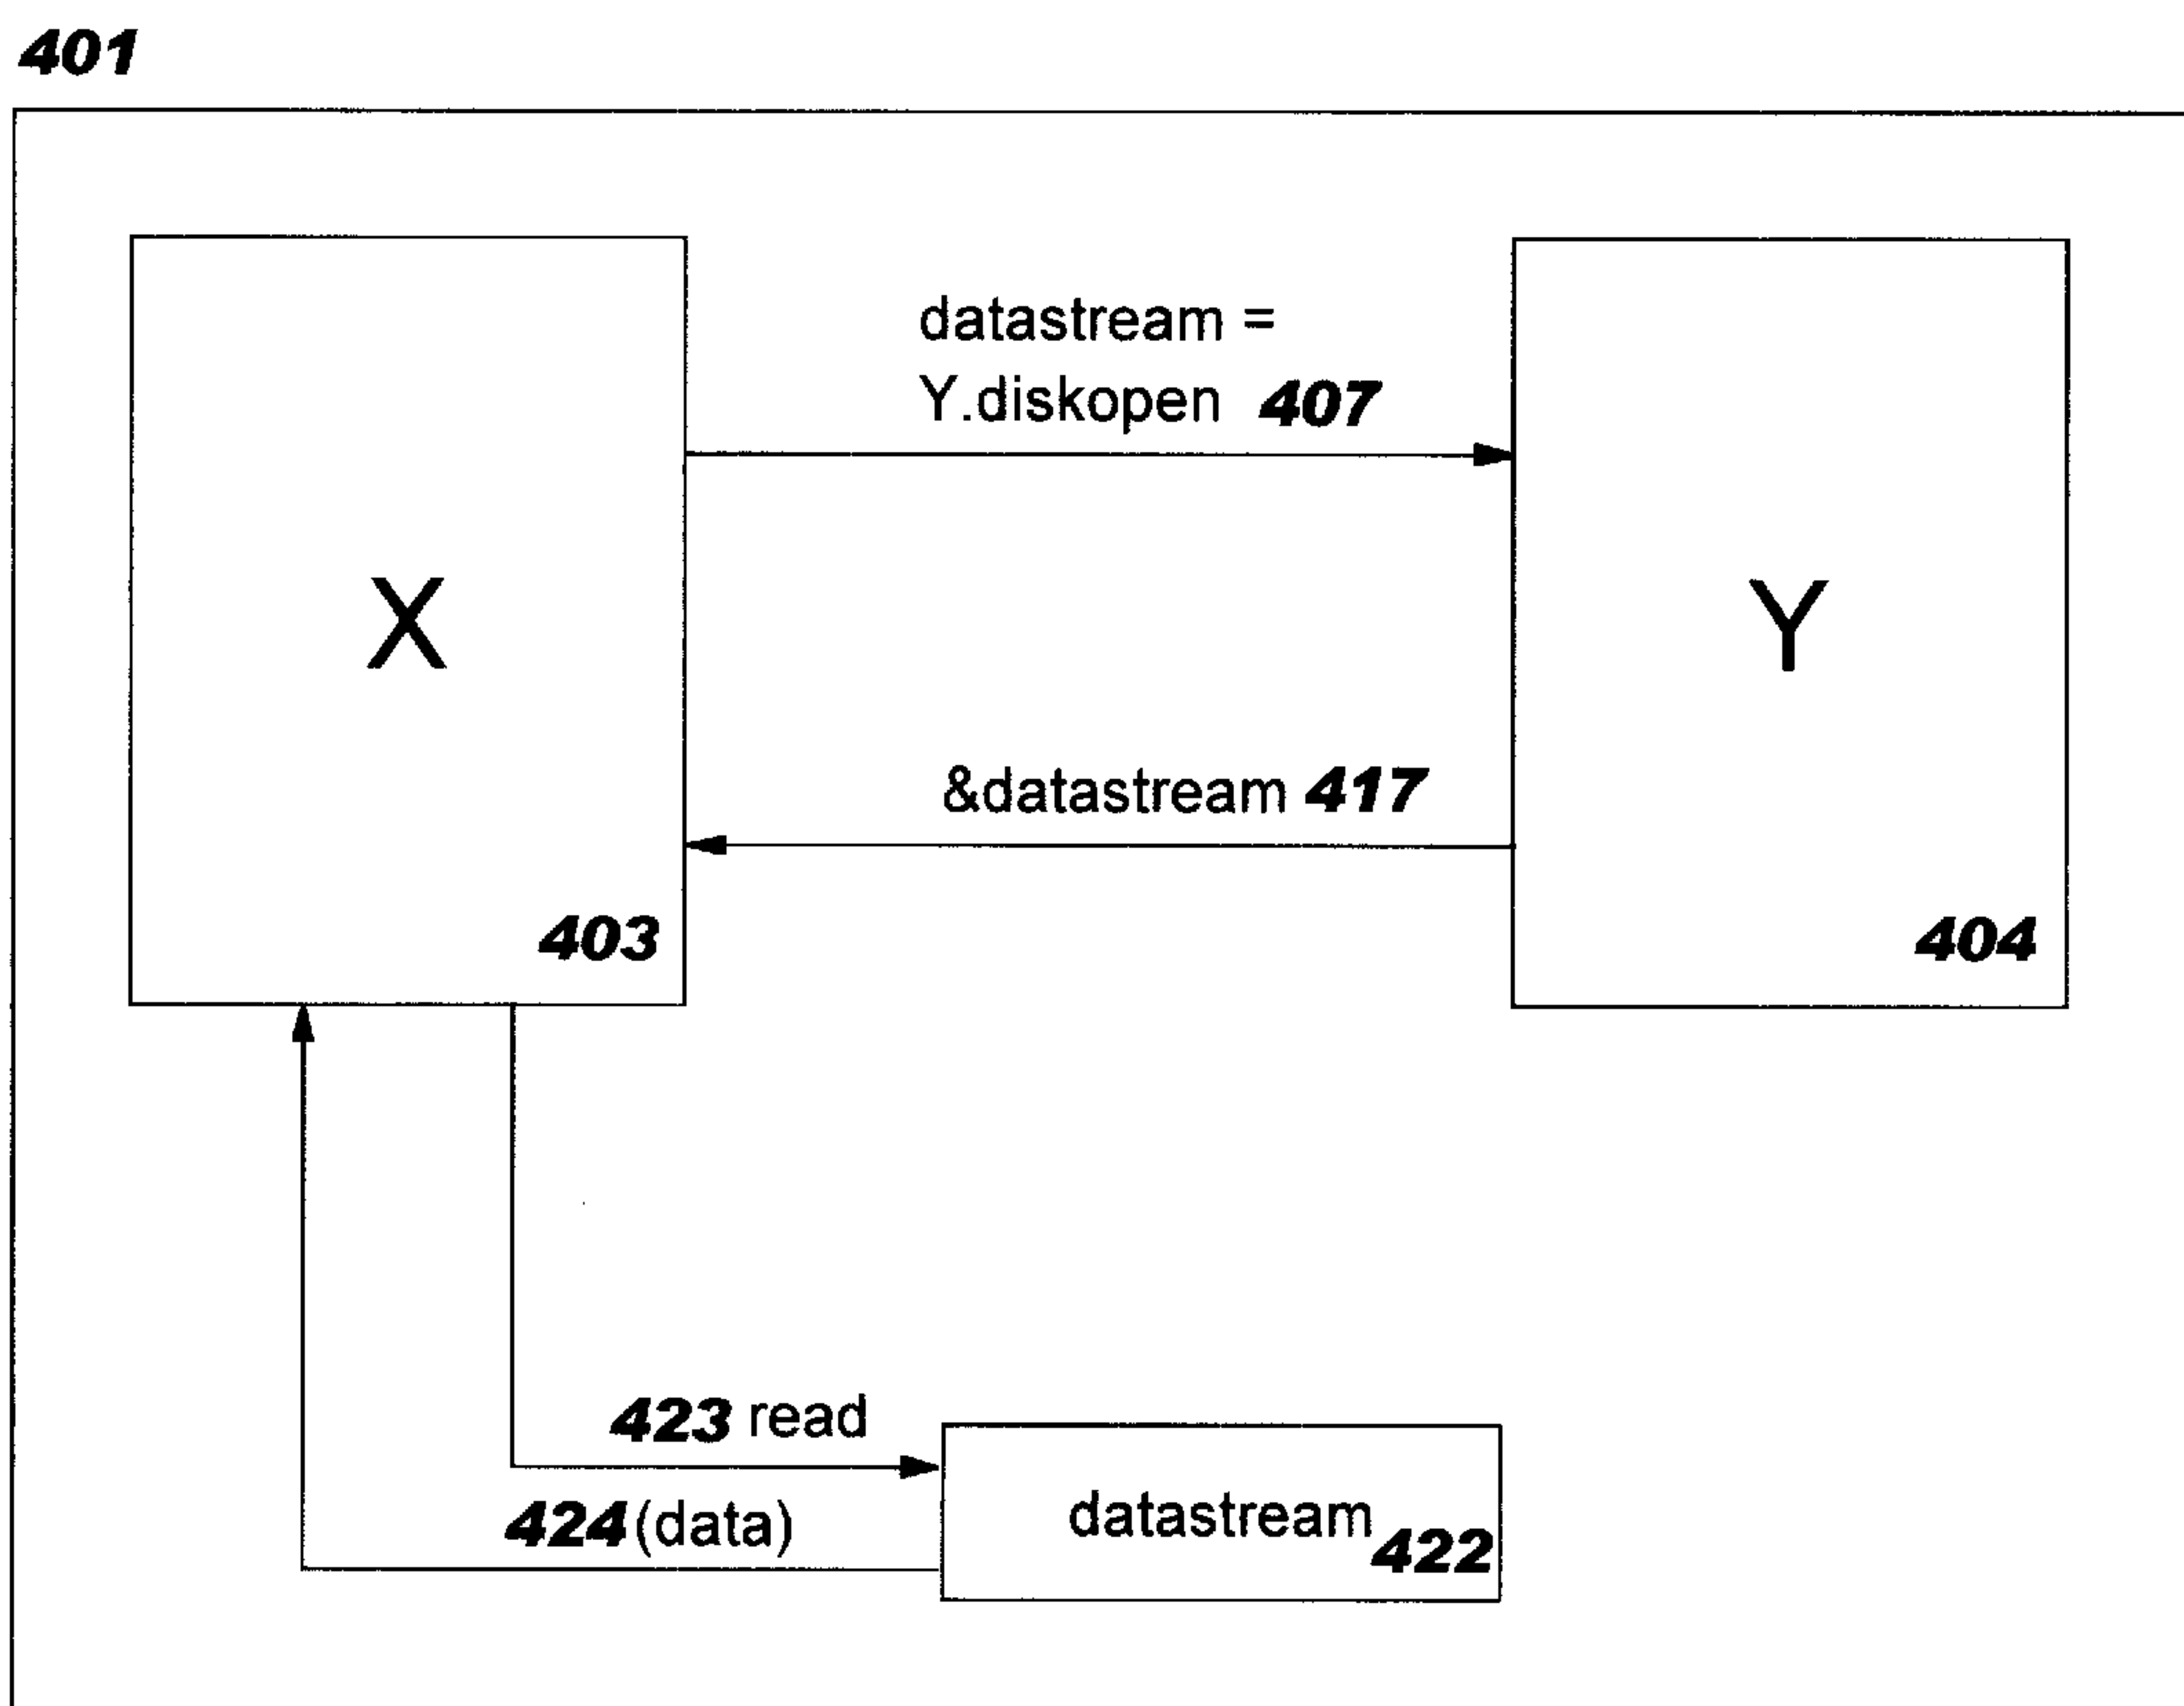 401
datastream =
Y.diskopen 407
X
Y
&datastream 417
403
404
423 read
424(data)
datastream
422